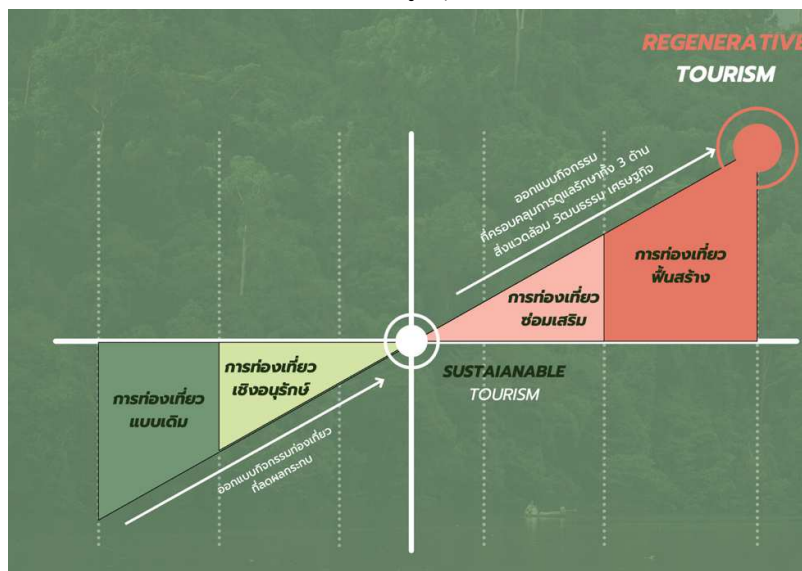 REGENERATIVE
TOURISM
ออกแบบกิจกรรม
ที่ครอบคลุมการดูแลรักษาทั้ง 3 ด้าน
สิ่งแวดล้อม วัฒนธรรม เศรษฐกิจ
การท่องเที่ยว
ฟื้นสร้าง
การท่องเที่ยว
ซ่อมเสริม
SUSTAIANABLE
TOURISM
การท่องเที่ยว
เชิงอนุรักษ์
การท่องเที่ยว
แบบเดิม
ออกแบบกิจกรรมท่องเที่ยว
ที่ลดผลกระทบ